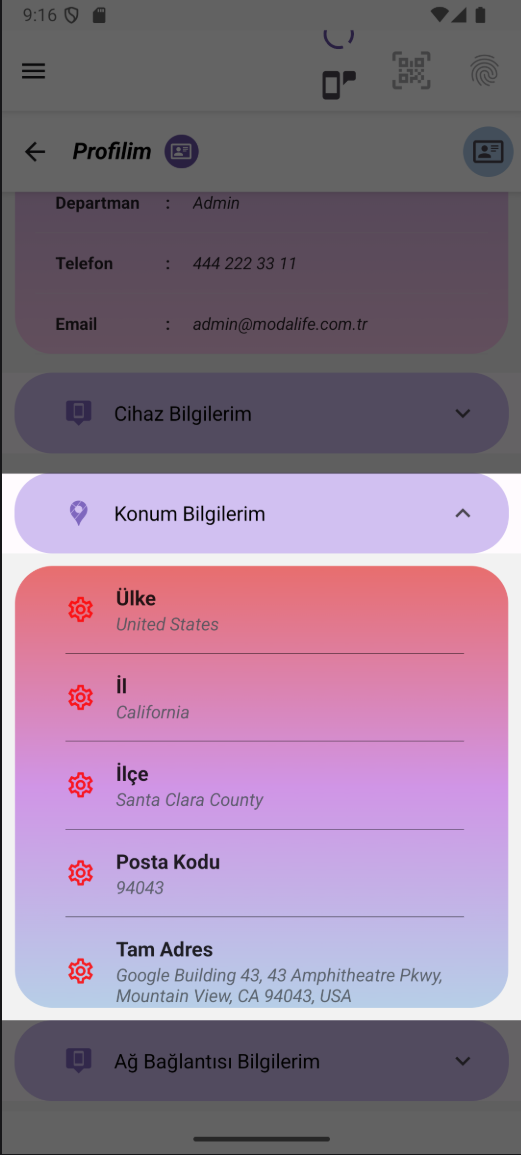 9:16
Profilim
Departman : Admin
Telefon : 444 222 33 11
Email : admin@modalife.com.tr
Cihaz Bilgilerim
Konum Bilgilerim
Ülke
United States
İl
California
İlçe
Santa Clara County
Posta Kodu
94043
Tam Adres
Google Building 43, 43 Amphitheatre Pkwy,
Mountain View, CA 94043, USA
Ağ Bağlantısı Bilgilerim